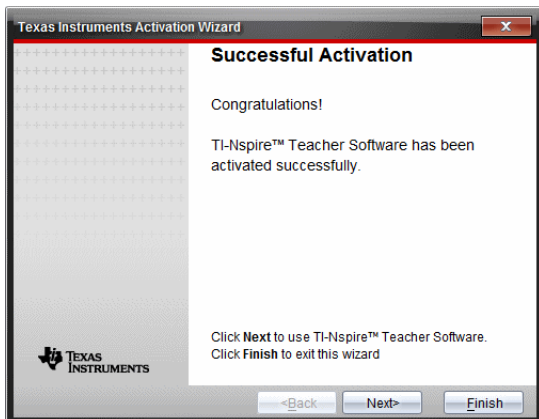 Texas Instruments Activation Wizard
Successful Activation
Congratulations!
TI-Nspire™ Teacher Software has been
activated successfully.
Click Next to use TI-Nspire™ Teacher Software.
Click Finish to exit this wizard
TEXAS
INSTRUMENTS
<Back Next> Finish